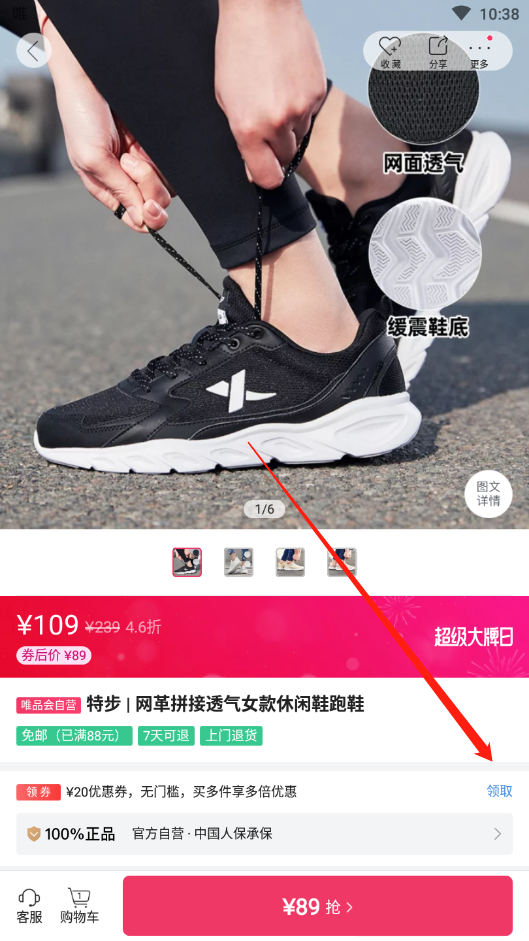 10:38
收藏
分享
更多
网面透气
缓震鞋底
图文
详情
1/6
¥109 ¥239 4.6折
券后价 ¥89
超级大牌日
唯品会自营 特步 | 网革拼接透气女款休闲鞋跑鞋
免邮（已满88元） 7天可退 上门退货
领券 ¥20优惠券，无门槛，买多件享多倍优惠 领取
100%正品 官方自营 · 中国人保承保
客服
1
购物车
¥89 抢